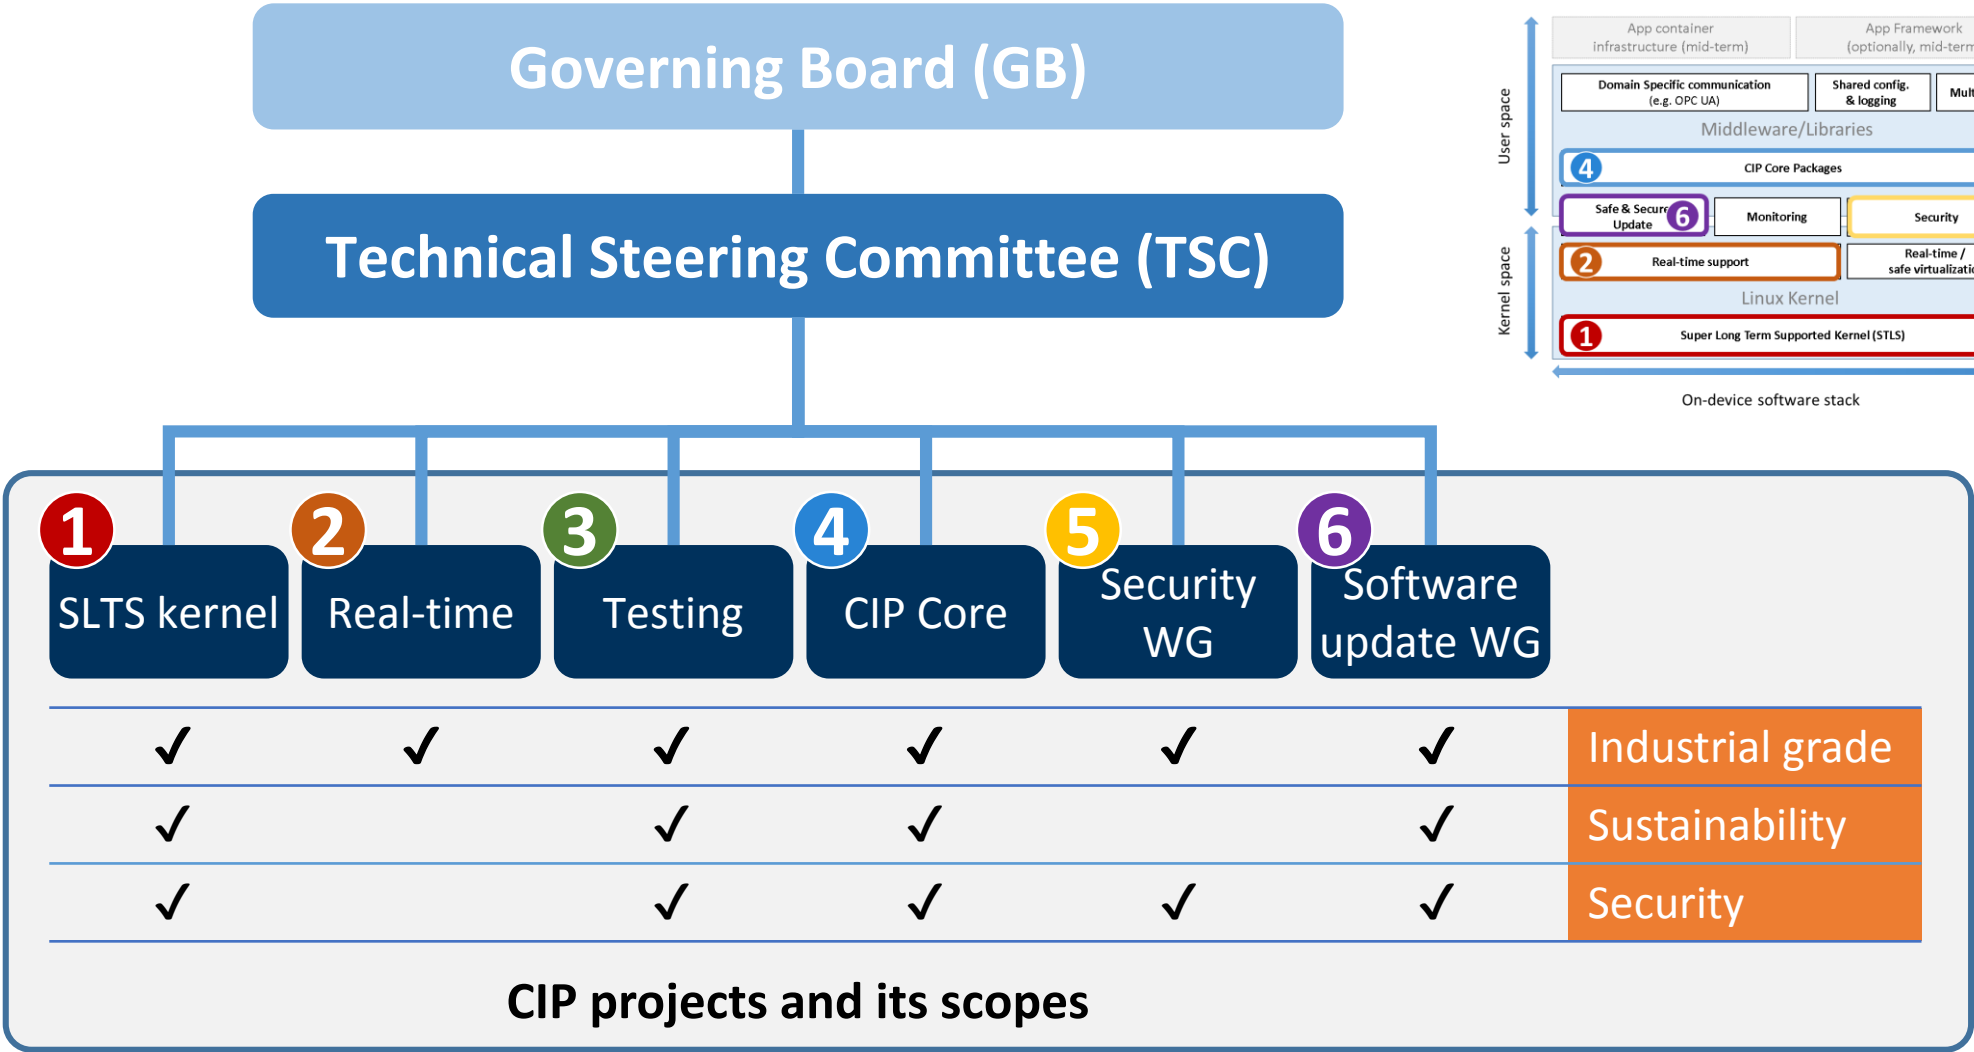 Governing Board (GB)
Technical Steering Committee (TSC)
App container
infrastructure (mid-term)
App Framework
(optionally, mid-term
Domain Specific communication
(e.g. OPC UA)
Shared config.
& logging
Mult
Middleware/Libraries
4
CIP Core Packages
Safe & Secure
Update
6
Monitoring
Security
2
Real-time support
Real-time /
safe virtualizatio
Linux Kernel
1
Super Long Term Supported Kernel (STLS)
User space
Kernel space
On-device software stack
1
SLTS kernel
2
Real-time
3
Testing
4
CIP Core
5
Security
WG
6
Software
update WG
✓ ✓ ✓ ✓ ✓ ✓ Industrial grade
✓ ✓ ✓ ✓ Sustainability
✓ ✓ ✓ ✓ ✓ Security
CIP projects and its scopes